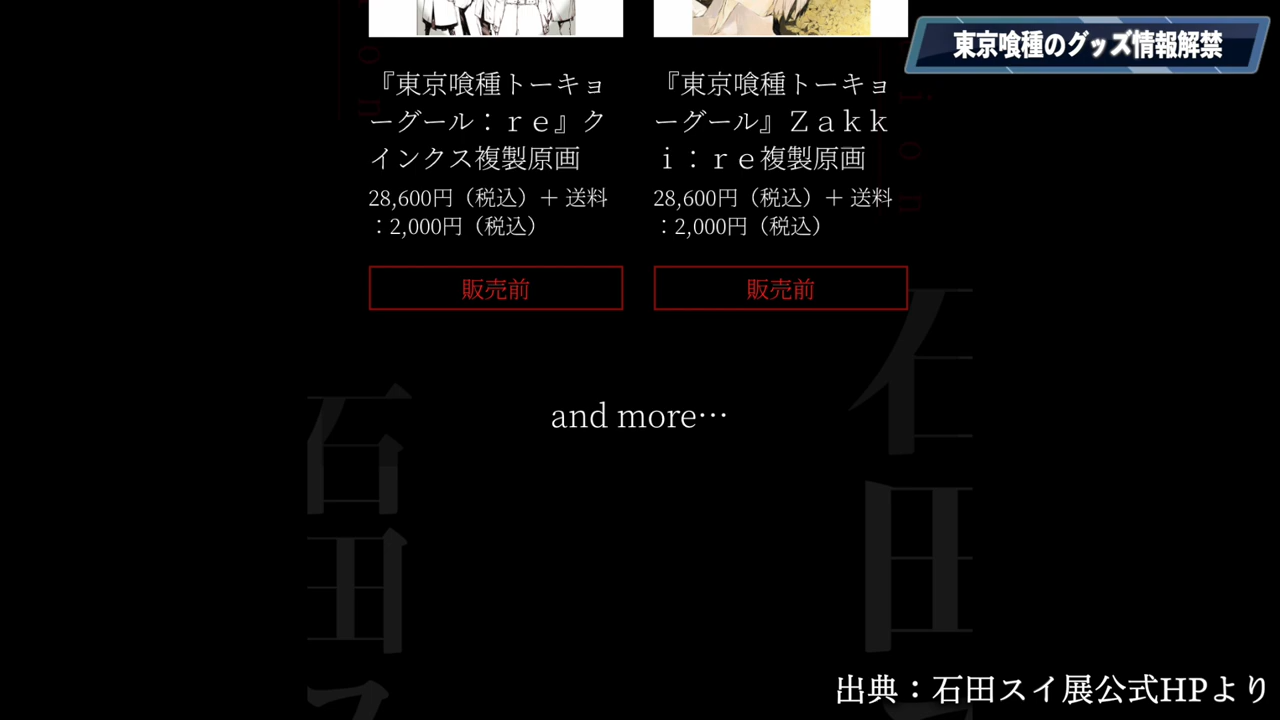 東京喰種のグッズ情報解禁
『東京喰種トーキョ
ーグール：ｒｅ』ク
インクス複製原画
28,600円（税込）＋ 送料
：2,000円（税込）
販売前
『東京喰種トーキョ
ーグール』Ｚａｋｋ
ｉ：ｒｅ複製原画
28,600円（税込）＋ 送料
：2,000円（税込）
販売前
and more…
石田
石田
出典：石田スイ展公式HPより